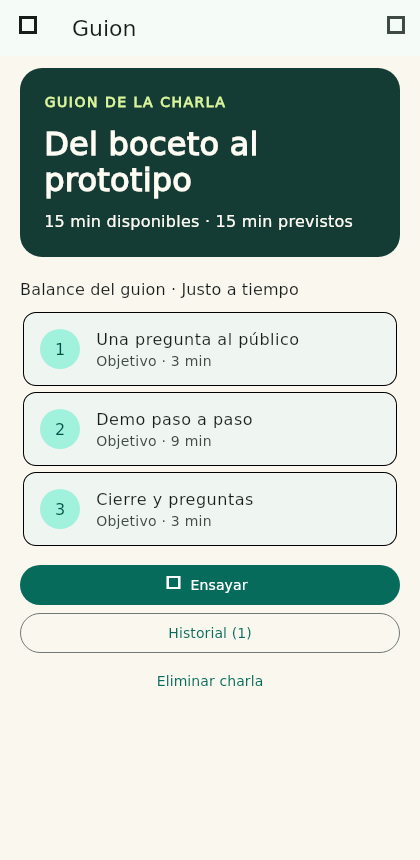 Guion
GUION DE LA CHARLA
Del boceto al
prototipo
15 min disponibles · 15 min previstos
Balance del guion · Justo a tiempo
1
Una pregunta al público
Objetivo · 3 min
2
Demo paso a paso
Objetivo · 9 min
3
Cierre y preguntas
Objetivo · 3 min
Ensayar
Historial (1)
Eliminar charla